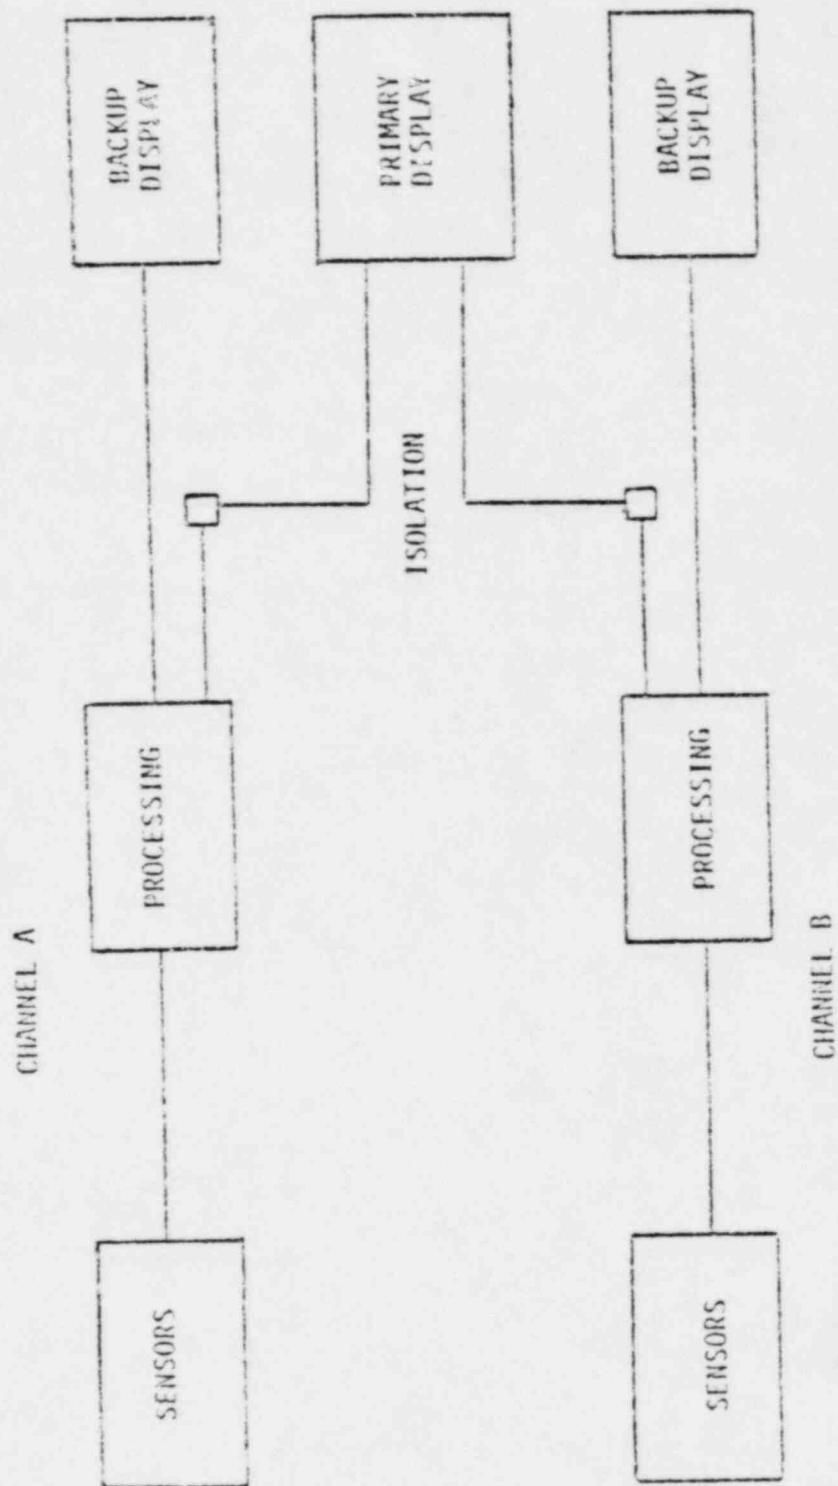 CHANNEL A
SENSORS
PROCESSING
BACKUP
DISPLAY
ISOLATION
PRIMARY
DISPLAY
SENSORS
PROCESSING
BACKUP
DISPLAY
CHANNEL B